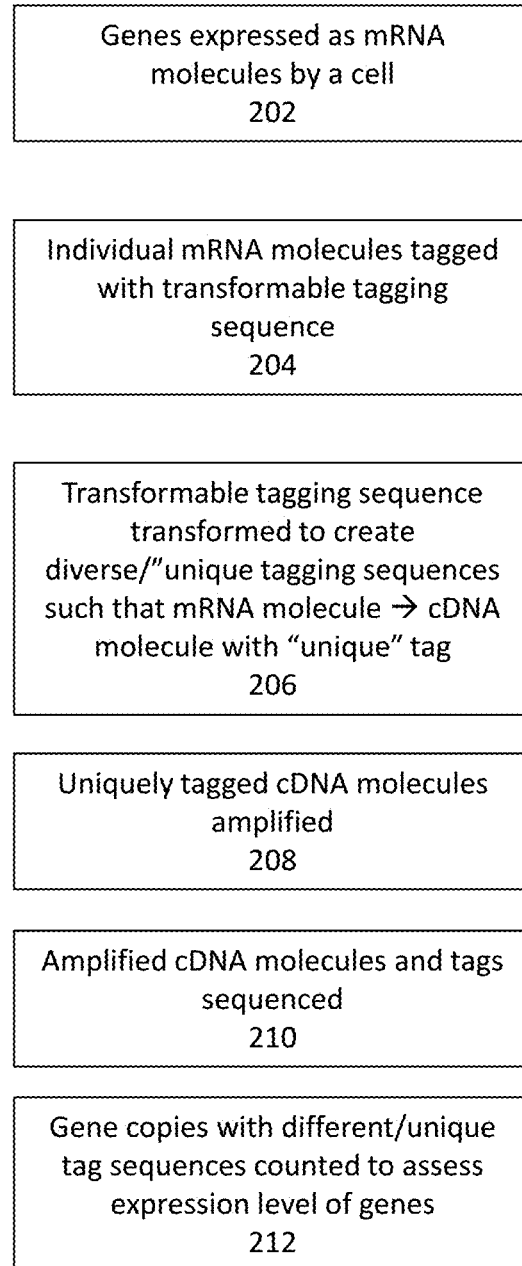 Genes expressed as mRNA
molecules by a cell
202
Individual mRNA molecules tagged
with transformable tagging
sequence
204
Transformable tagging sequence
transformed to create
diverse/”unique tagging sequences
such that mRNA molecule → cDNA
molecule with “unique” tag
206
Uniquely tagged cDNA molecules
amplified
208
Amplified cDNA molecules and tags
sequenced
210
Gene copies with different/unique
tag sequences counted to assess
expression level of genes
212